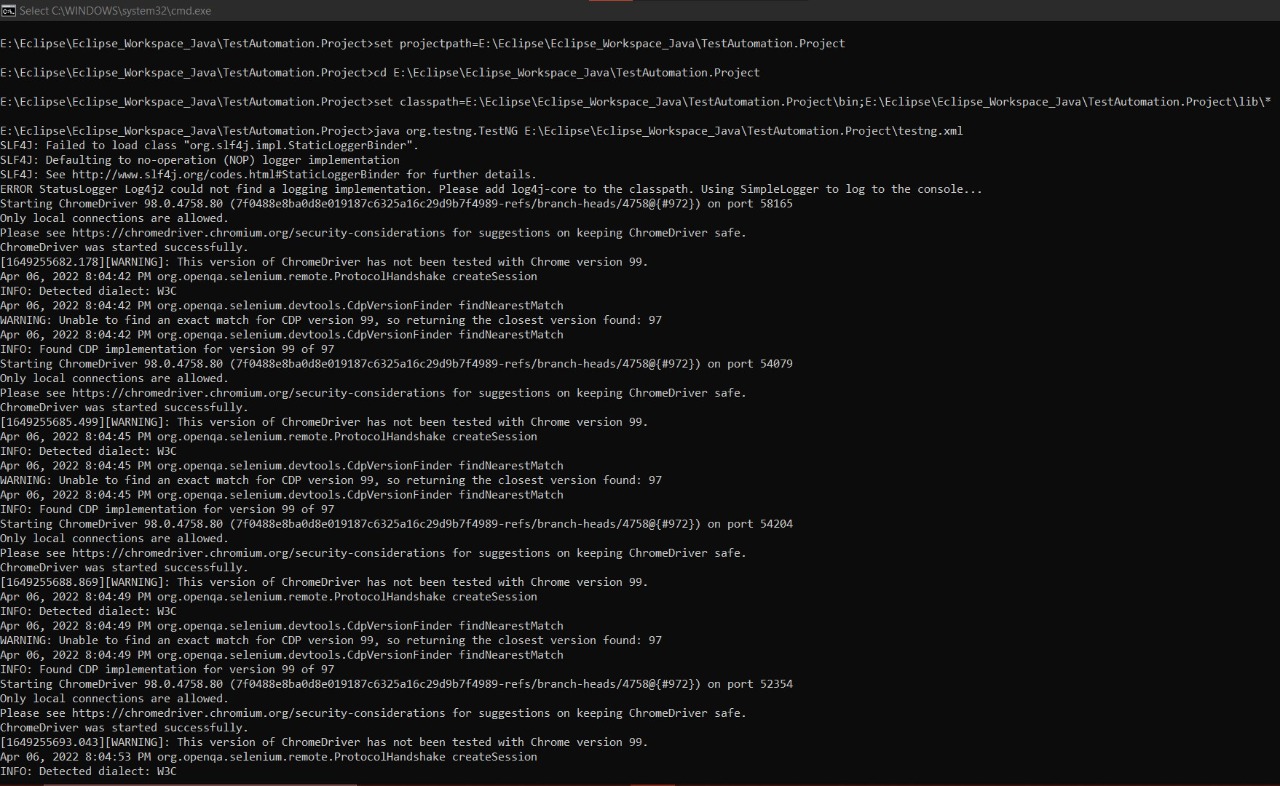 Select C:\WINDOWS\system32\cmd.exe
E:\Eclipse\Eclipse_Workspace_Java\TestAutomation.Project>set projectpath=E:\Eclipse\Eclipse_Workspace_Java\TestAutomation.Project
E:\Eclipse\Eclipse_Workspace_Java\TestAutomation.Project>cd E:\Eclipse\Eclipse_Workspace_Java\TestAutomation.Project
E:\Eclipse\Eclipse_Workspace_Java\TestAutomation.Project>set classpath=E:\Eclipse\Eclipse_Workspace_Java\TestAutomation.Project\bin;E:\Eclipse\Eclipse_Workspace_Java\TestAutomation.Project\lib\*
E:\Eclipse\Eclipse_Workspace_Java\TestAutomation.Project>java org.testng.TestNG E:\Eclipse\Eclipse_Workspace_Java\TestAutomation.Project\testng.xml
SLF4J: Failed to load class "org.slf4j.impl.StaticLoggerBinder".
SLF4J: Defaulting to no-operation (NOP) logger implementation
SLF4J: See http://www.slf4j.org/codes.html#StaticLoggerBinder for further details.
ERROR StatusLogger Log4j2 could not find a logging implementation. Please add log4j-core to the classpath. Using SimpleLogger to log to the console...
Starting ChromeDriver 98.0.4758.80 (7f0488e8ba0d8e019187c6325a16c29d9b7f4989-refs/branch-heads/4758@{#972}) on port 58165
Only local connections are allowed.
Please see https://chromedriver.chromium.org/security-considerations for suggestions on keeping ChromeDriver safe.
ChromeDriver was started successfully.
[1649255682.178][WARNING]: This version of ChromeDriver has not been tested with Chrome version 99.
Apr 06, 2022 8:04:42 PM org.openqa.selenium.remote.ProtocolHandshake createSession
INFO: Detected dialect: W3C
Apr 06, 2022 8:04:42 PM org.openqa.selenium.devtools.CdpVersionFinder findNearestMatch
WARNING: Unable to find an exact match for CDP version 99, so returning the closest version found: 97
Apr 06, 2022 8:04:42 PM org.openqa.selenium.devtools.CdpVersionFinder findNearestMatch
INFO: Found CDP implementation for version 99 of 97
Starting ChromeDriver 98.0.4758.80 (7f0488e8ba0d8e019187c6325a16c29d9b7f4989-refs/branch-heads/4758@{#972}) on port 54079
Only local connections are allowed.
Please see https://chromedriver.chromium.org/security-considerations for suggestions on keeping ChromeDriver safe.
ChromeDriver was started successfully.
[1649255685.499][WARNING]: This version of ChromeDriver has not been tested with Chrome version 99.
Apr 06, 2022 8:04:45 PM org.openqa.selenium.remote.ProtocolHandshake createSession
INFO: Detected dialect: W3C
Apr 06, 2022 8:04:45 PM org.openqa.selenium.devtools.CdpVersionFinder findNearestMatch
WARNING: Unable to find an exact match for CDP version 99, so returning the closest version found: 97
Apr 06, 2022 8:04:45 PM org.openqa.selenium.devtools.CdpVersionFinder findNearestMatch
INFO: Found CDP implementation for version 99 of 97
Starting ChromeDriver 98.0.4758.80 (7f0488e8ba0d8e019187c6325a16c29d9b7f4989-refs/branch-heads/4758@{#972}) on port 54204
Only local connections are allowed.
Please see https://chromedriver.chromium.org/security-considerations for suggestions on keeping ChromeDriver safe.
ChromeDriver was started successfully.
[1649255688.869][WARNING]: This version of ChromeDriver has not been tested with Chrome version 99.
Apr 06, 2022 8:04:49 PM org.openqa.selenium.remote.ProtocolHandshake createSession
INFO: Detected dialect: W3C
Apr 06, 2022 8:04:49 PM org.openqa.selenium.devtools.CdpVersionFinder findNearestMatch
WARNING: Unable to find an exact match for CDP version 99, so returning the closest version found: 97
Apr 06, 2022 8:04:49 PM org.openqa.selenium.devtools.CdpVersionFinder findNearestMatch
INFO: Found CDP implementation for version 99 of 97
Starting ChromeDriver 98.0.4758.80 (7f0488e8ba0d8e019187c6325a16c29d9b7f4989-refs/branch-heads/4758@{#972}) on port 52354
Only local connections are allowed.
Please see https://chromedriver.chromium.org/security-considerations for suggestions on keeping ChromeDriver safe.
ChromeDriver was started successfully.
[1649255693.043][WARNING]: This version of ChromeDriver has not been tested with Chrome version 99.
Apr 06, 2022 8:04:53 PM org.openqa.selenium.remote.ProtocolHandshake createSession
INFO: Detected dialect: W3C